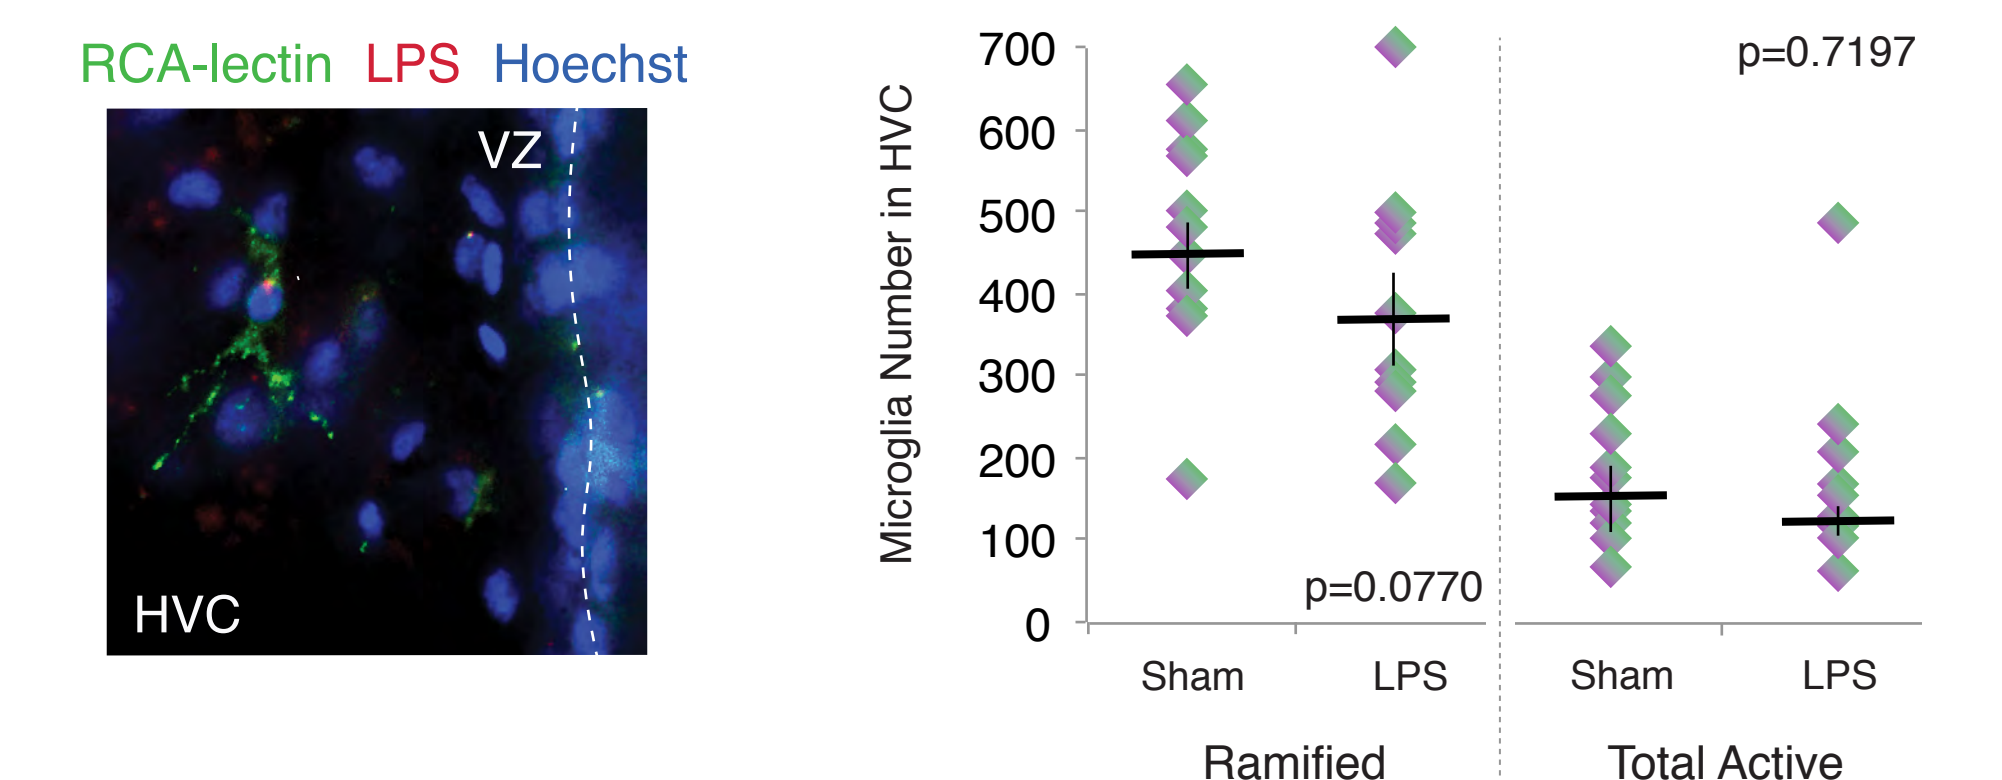 RCA-lectin LPS Hoechst
VZ
HVC
Microglia Number in HVC
700
600
500
400
300
200
100
0
p=0.7197
p=0.0770
Sham LPS Sham LPS
Ramified Total Active